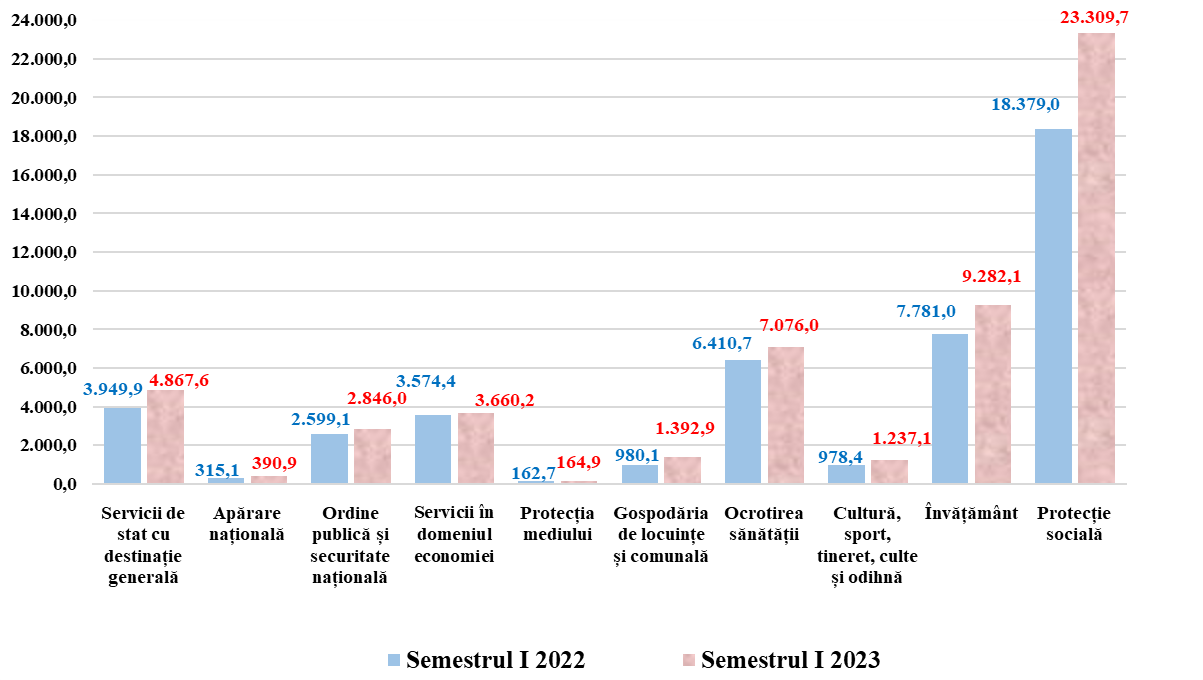 24.000,0
22.000,0
20.000,0
18.000,0
16.000,0
14.000,0
12.000,0
10.000,0
8.000,0
6.000,0
4.000,0
2.000,0
0,0
3.949,9
4.867,6
315,1
390,9
2.599,1
2.846,0
3.574,4
3.660,2
162,7
164,9
980,1
1.392,9
6.410,7
7.076,0
978,4
1.237,1
7.781,0
9.282,1
18.379,0
23.309,7
Servicii de
stat cu
destinație
generală
Apărare
națională
Ordine
publică și
securitate
națională
Servicii în
domeniul
economiei
Protecția
mediului
Gospodăria
de locuințe
și comunală
Ocrotirea
sănătății
Cultură,
sport,
tineret, culte
și odihnă
Învățământ
Protecție
socială
Semestrul I 2022
Semestrul I 2023